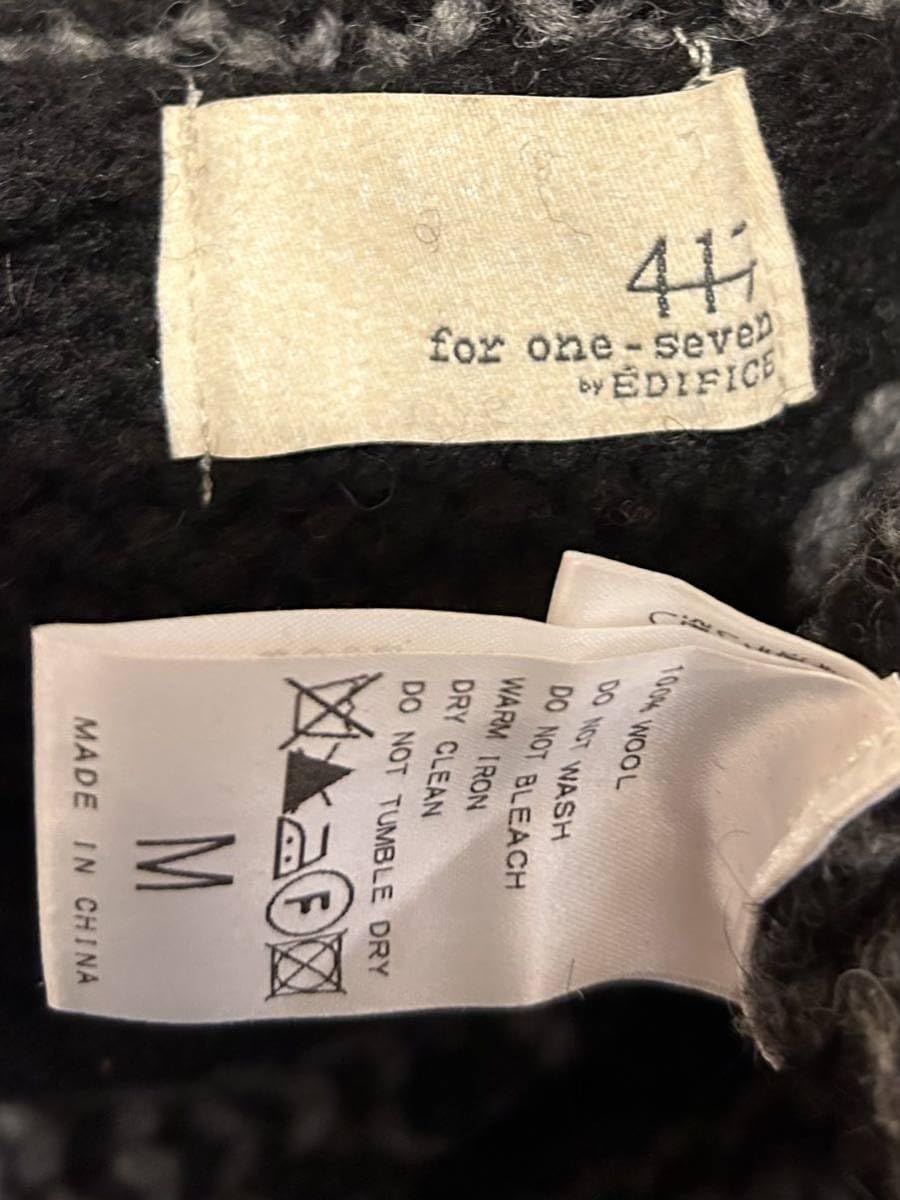 417
for one-seven
by ÉDIFICE
100% WOOL
DO NOT WASH
DO NOT BLEACH
WARM IRON
DRY CLEAN
DO NOT TUMBLE DRY
F
M
MADE IN CHINA